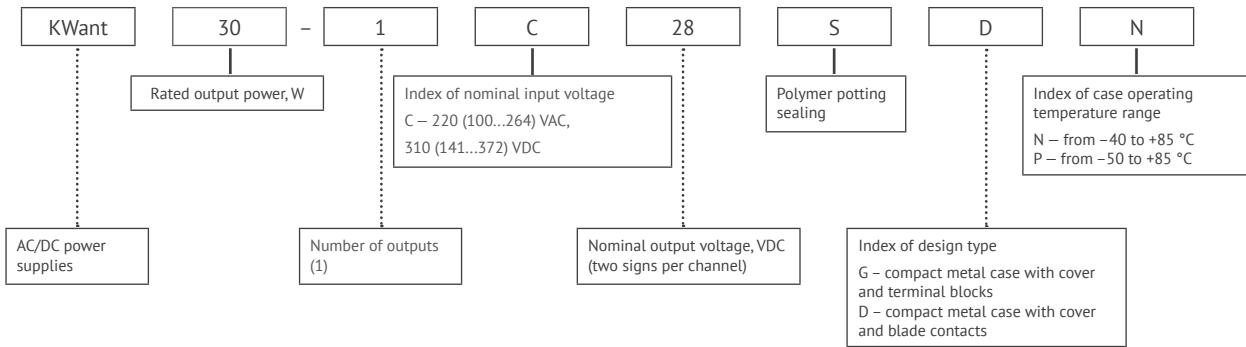 KWant 30 – 1 C 28 S D N
Rated output power, W
Index of nominal input voltage
C — 220 (100...264) VAC,
310 (141...372) VDC
Polymer potting
sealing
Index of case operating
temperature range
N — from –40 to +85 °C
P — from –50 to +85 °C
AC/DC power
supplies
Number of outputs
(1)
Nominal output voltage, VDC
(two signs per channel)
Index of design type
G – compact metal case with cover
and terminal blocks
D – compact metal case with cover
and blade contacts